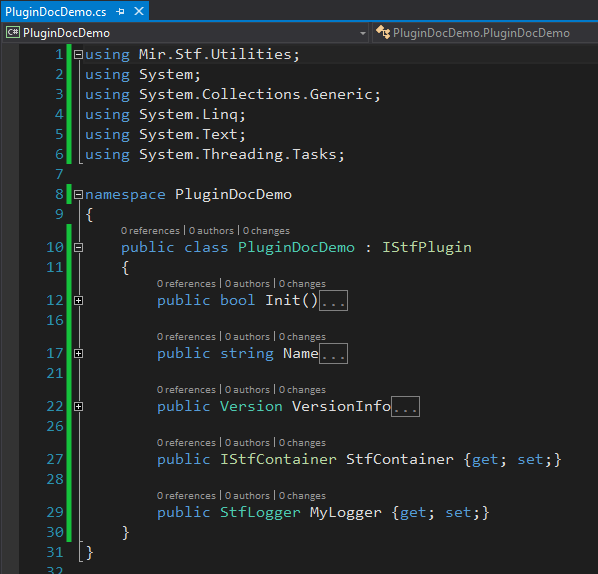 PluginDocDemo.cs
PluginDocDemo PluginDocDemo.PluginDocDemo
1 using Mir.Stf.Utilities;
2 using System;
3 using System.Collections.Generic;
4 using System.Linq;
5 using System.Text;
6 using System.Threading.Tasks;
7
8 namespace PluginDocDemo
9 {
0 references | 0 authors | 0 changes
10 public class PluginDocDemo : IStfPlugin
11 {
0 references | 0 authors | 0 changes
12 public bool Init()...
16
0 references | 0 authors | 0 changes
17 public string Name...
21
0 references | 0 authors | 0 changes
22 public Version VersionInfo...
26
0 references | 0 authors | 0 changes
27 public IStfContainer StfContainer {get; set;}
28
0 references | 0 authors | 0 changes
29 public StfLogger MyLogger {get; set;}
30 }
31 }
32